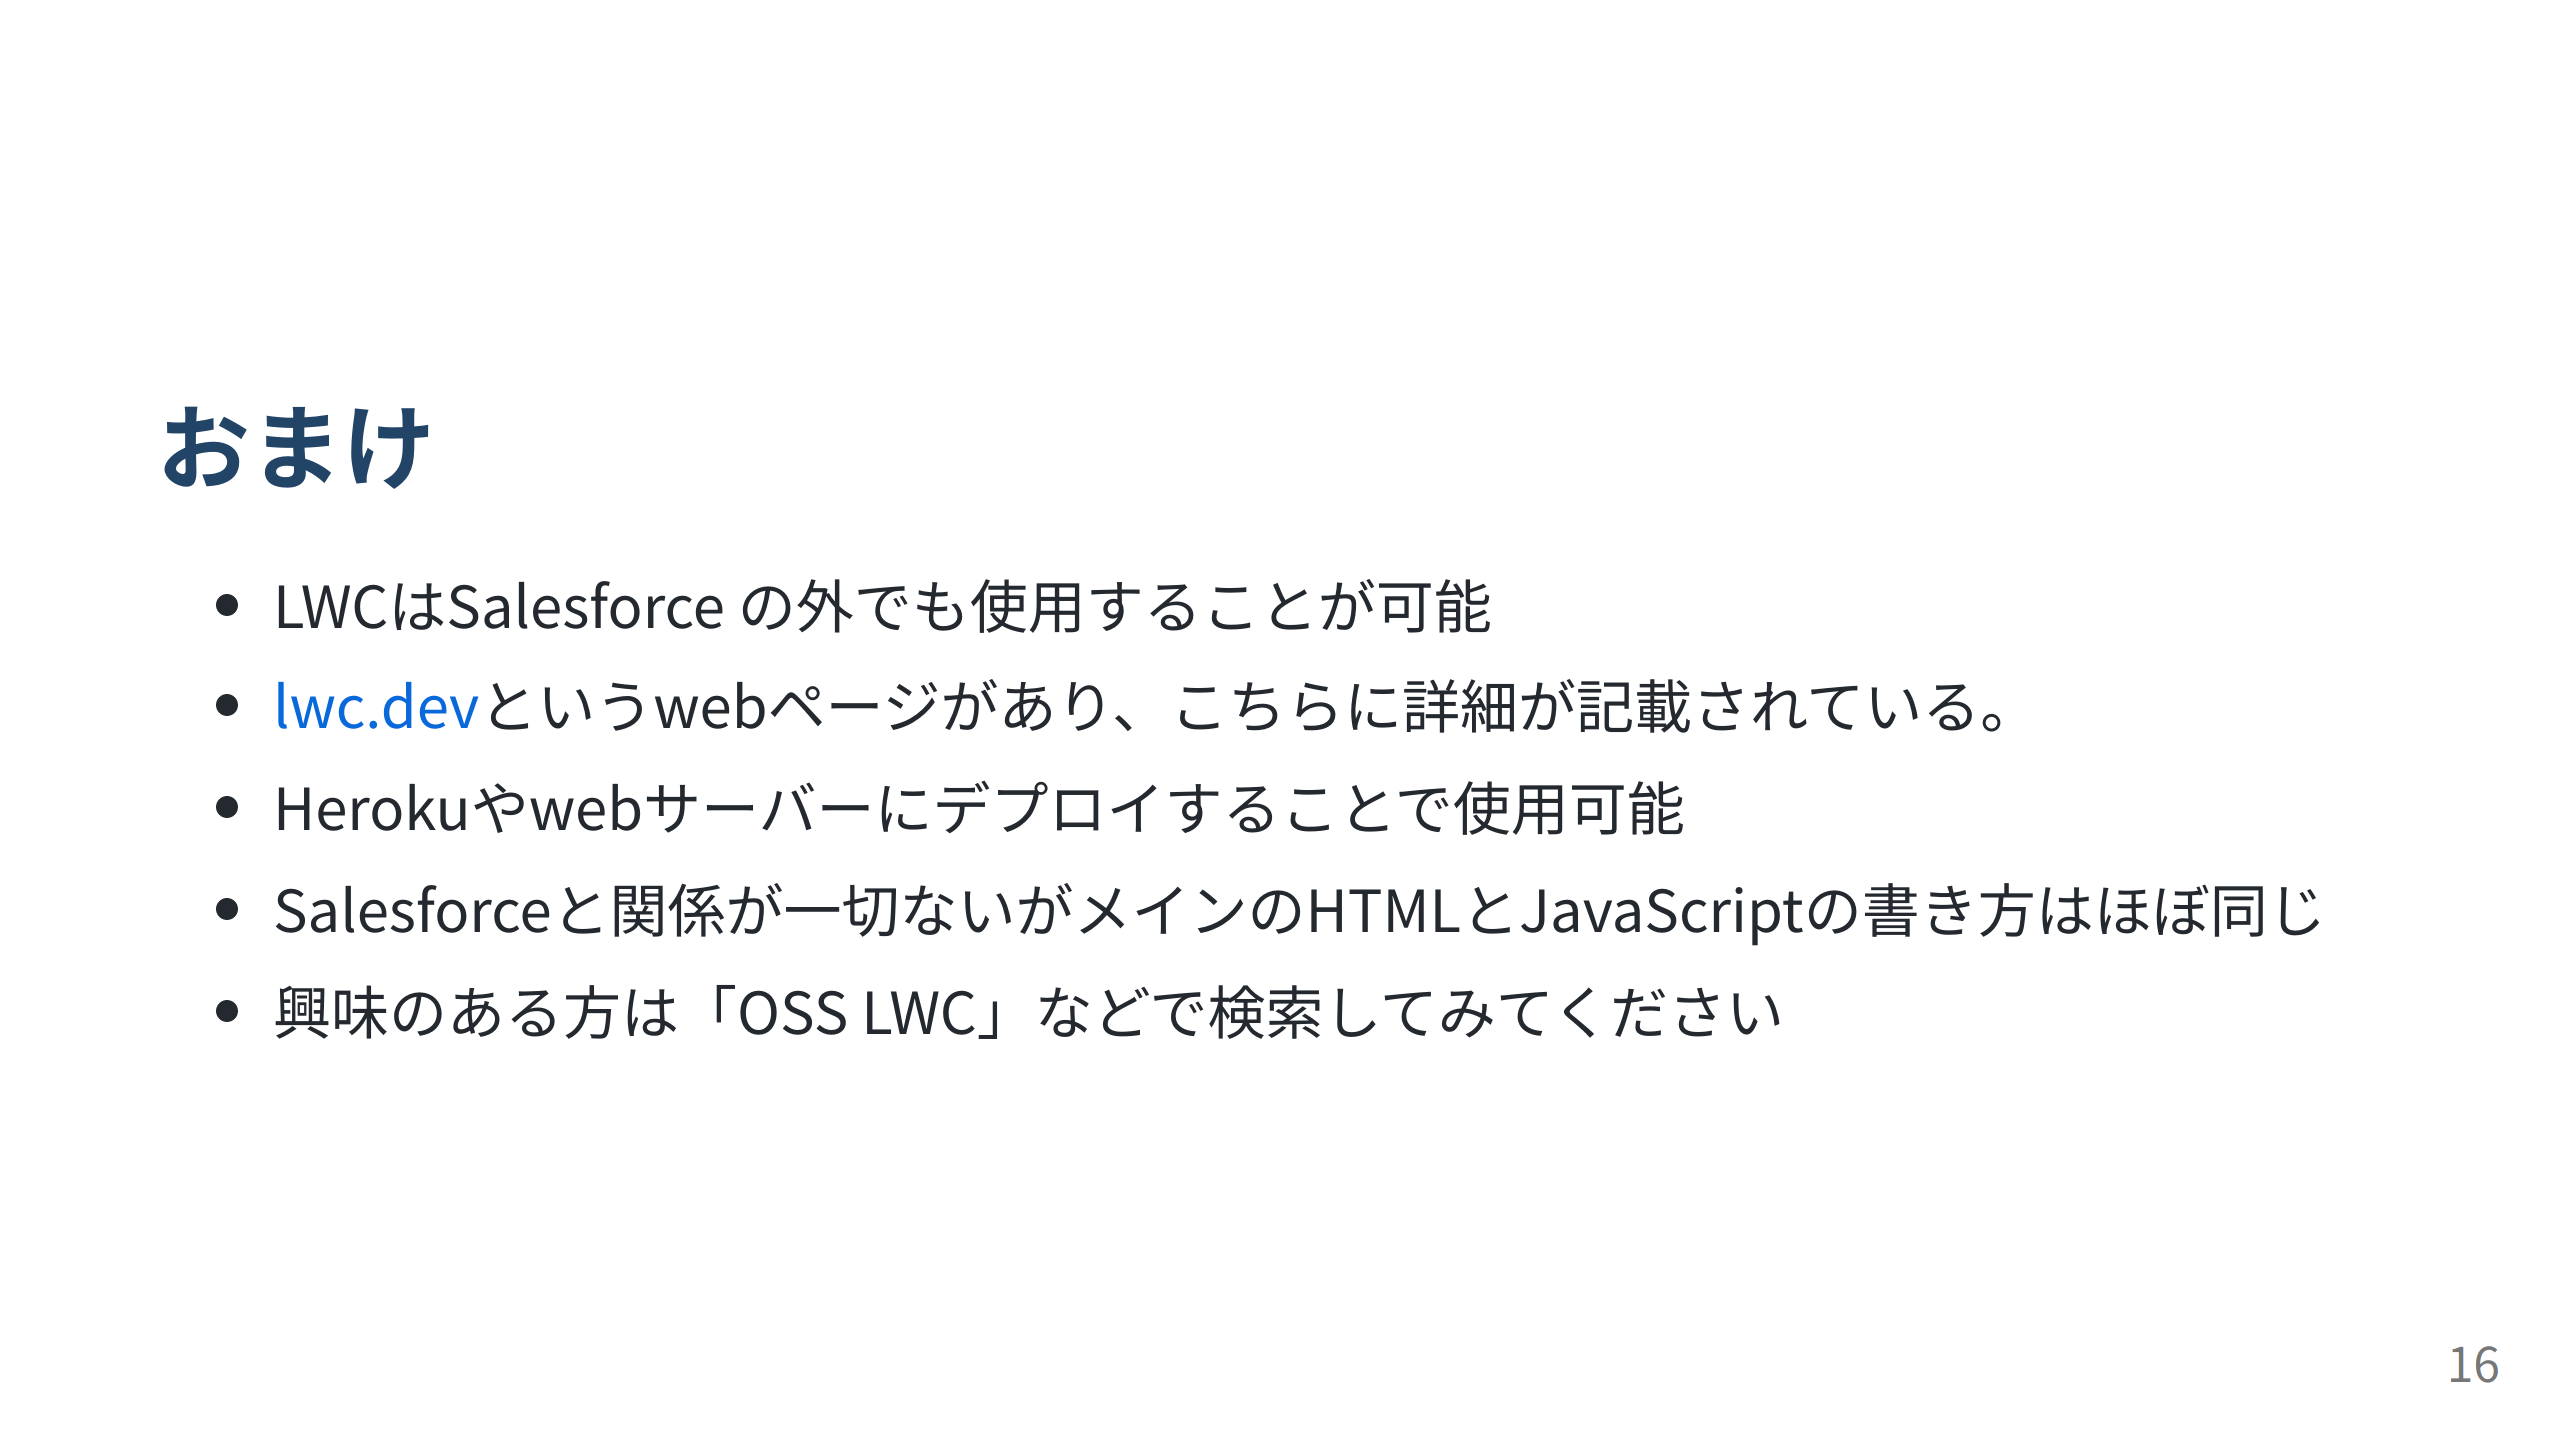 おまけ
LWCはSalesforce の外でも使用することが可能
lwc.devというwebページがあり、こちらに詳細が記載されている。
Herokuやwebサーバーにデプロイすることで使用可能
Salesforceと関係が一切ないがメインのHTMLとJavaScriptの書き方はほぼ同じ
興味のある方は「OSS LWC」などで検索してみてください
16